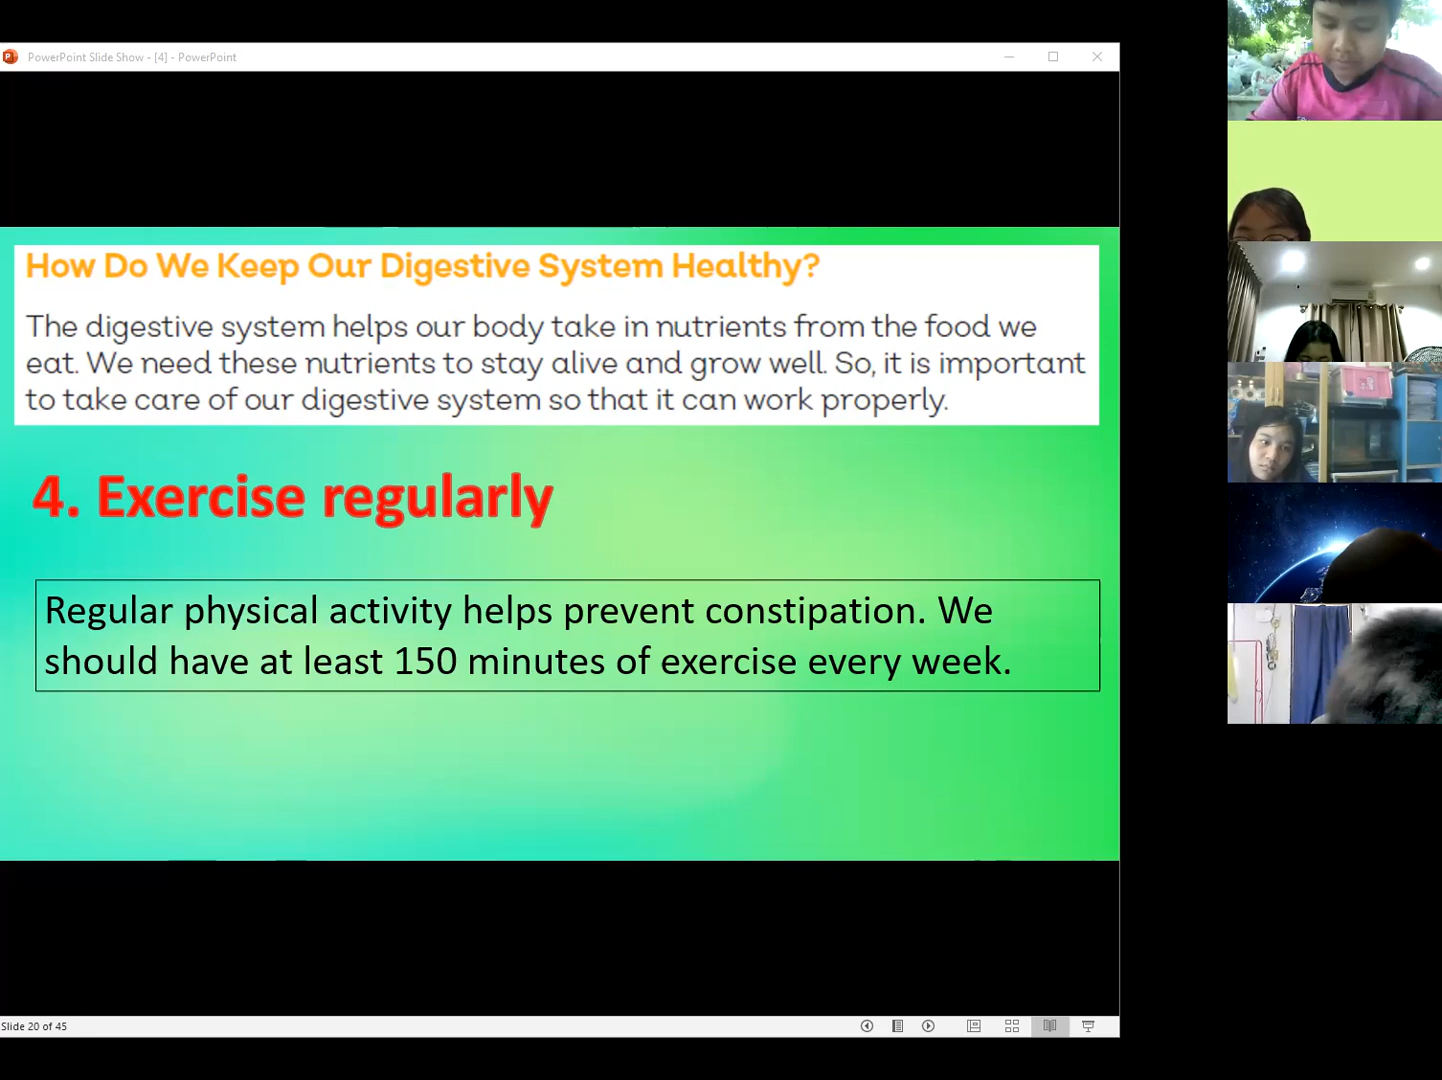 PowerPoint Slide Show - [4] - PowerPoint
How Do We Keep Our Digestive System Healthy?
The digestive system helps our body take in nutrients from the food we
eat. We need these nutrients to stay alive and grow well. So, it is important
to take care of our digestive system so that it can work properly.
4. Exercise regularly
Regular physical activity helps prevent constipation. We
should have at least 150 minutes of exercise every week.
Slide 20 of 45